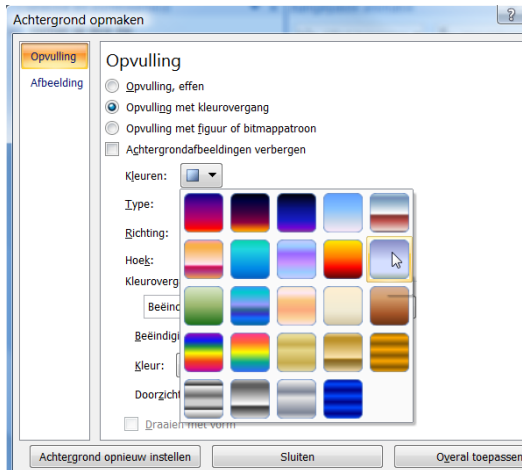 Achtergrond opmaken
Opvulling
Afbeelding
Opvulling
Opvulling, effen
Opvulling met kleurovergang
Opvulling met figuur of bitmappatroon
Achtergrondafbeeldingen verbergen
Kleuren:
Type:
Richting:
Hoek:
Kleuroverg
Beëind
Beëindigi
Kleur:
Doorzicht
Draaien met vorm
Achtergrond opnieuw instellen
Sluiten
Overal toepassen